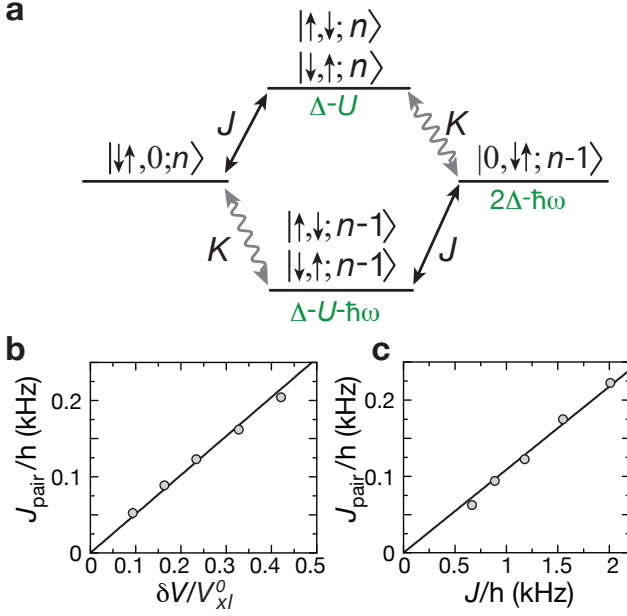 a
|↑,↓;n⟩
|↓,↑;n⟩
Δ-U
J
K
|↓↑,0;n⟩
|0,↓↑;n-1⟩
2Δ-ħω
K
|↑,↓;n-1⟩
|↓,↑;n-1⟩
J
Δ-U-ħω
b
J_pair/h (kHz)
0.2
0.1
0
0 0.1 0.2 0.3 0.4 0.5
δV/V⁰_xl
c
J_pair/h (kHz)
0.2
0.1
0
0 0.5 1 1.5 2
J/h (kHz)